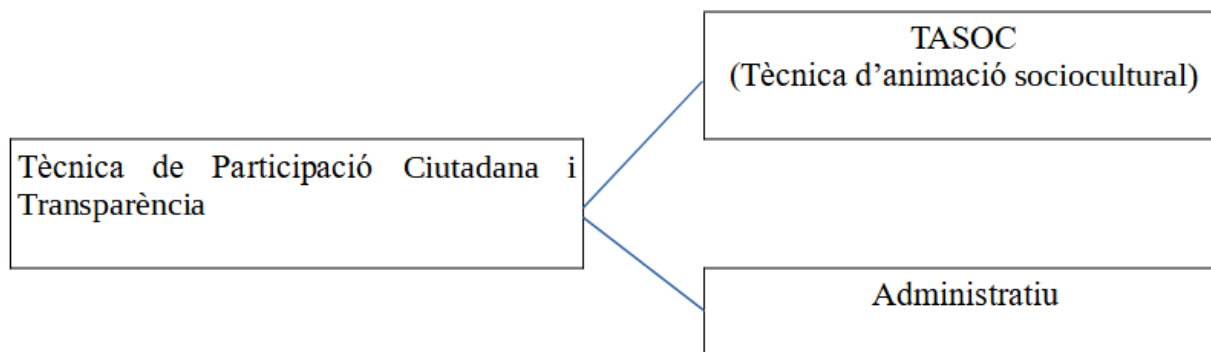 TASOC
(Tècnica d’animació sociocultural)
Tècnica de Participació Ciutadana i
Transparència
Administratiu